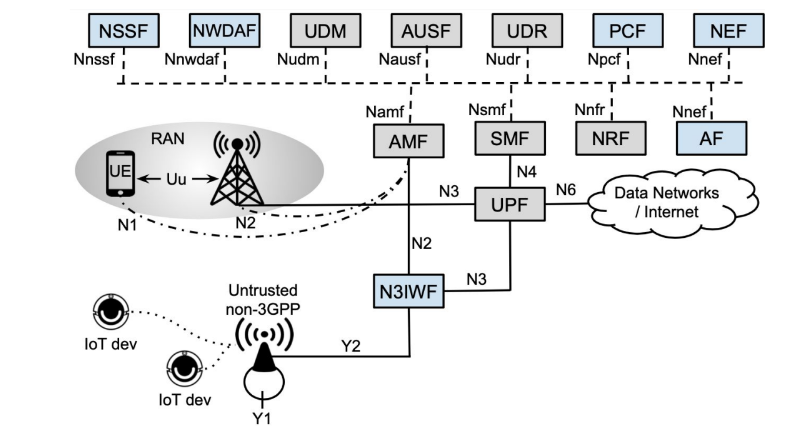 NSSF
NWDAF
UDM
AUSF
UDR
PCF
NEF
Nnssf
Nnwdaf
Nudm
Nausf
Nudr
Npcf
Nnef
Namf
Nsmf
Nnfr
Nnef
RAN
AMF
SMF
NRF
AF
UE
Uu
N4
N3
N6
UPF
Data Networks
/ Internet
N1
N2
N2
N3
N3IWF
Untrusted
non-3GPP
IoT dev
Y2
IoT dev
Y1